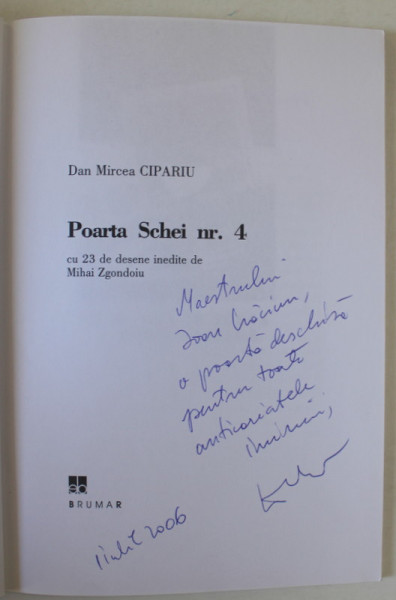 Dan Mircea CIPARIU
Poarta Schei nr. 4
cu 23 de desene inedite de
Mihai Zgondoiu
Maestrului
Ioan Crăciun,
o poartă deschisă
pentru toate
anticariatele
inimii,
BRUMAR
iulie 2006